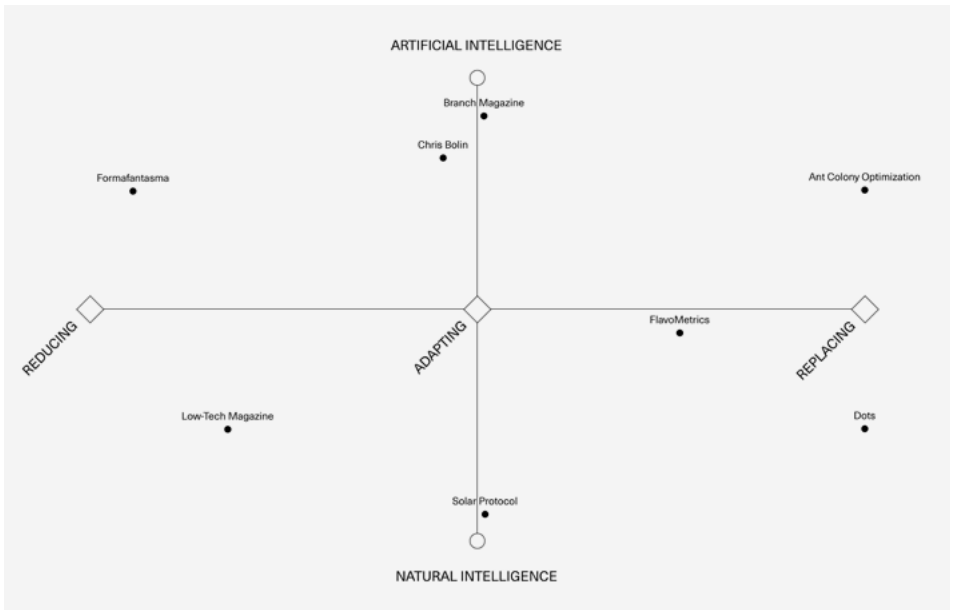 ARTIFICIAL INTELLIGENCE
Branch Magazine
Chris Bolin
Formafantasma
Ant Colony Optimization
FlavoMetrics
REDUCING
ADAPTING
REPLACING
Low-Tech Magazine
Dots
Solar Protocol
NATURAL INTELLIGENCE